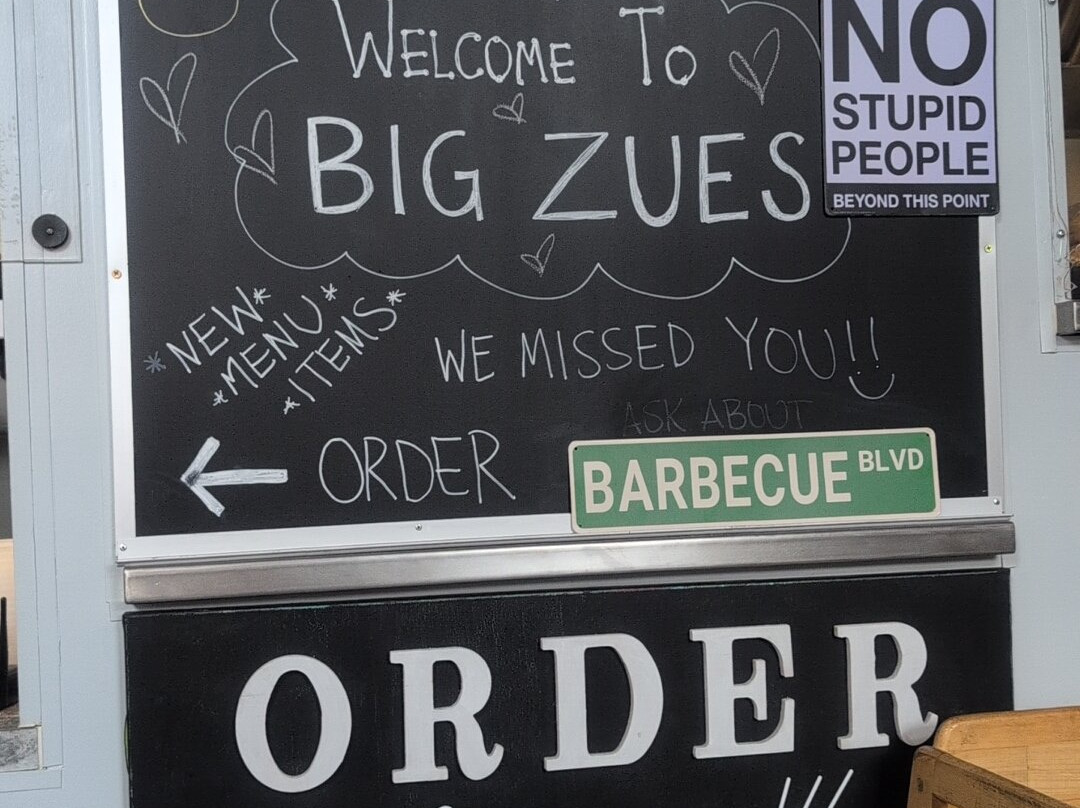 WELCOME TO
BIG ZUES
NO
STUPID
PEOPLE
BEYOND THIS POINT
*NEW*
*MENU*
*ITEMS*
WE MISSED YOU!!
ASK ABOUT
BARBECUE BLVD
← ORDER
ORDER